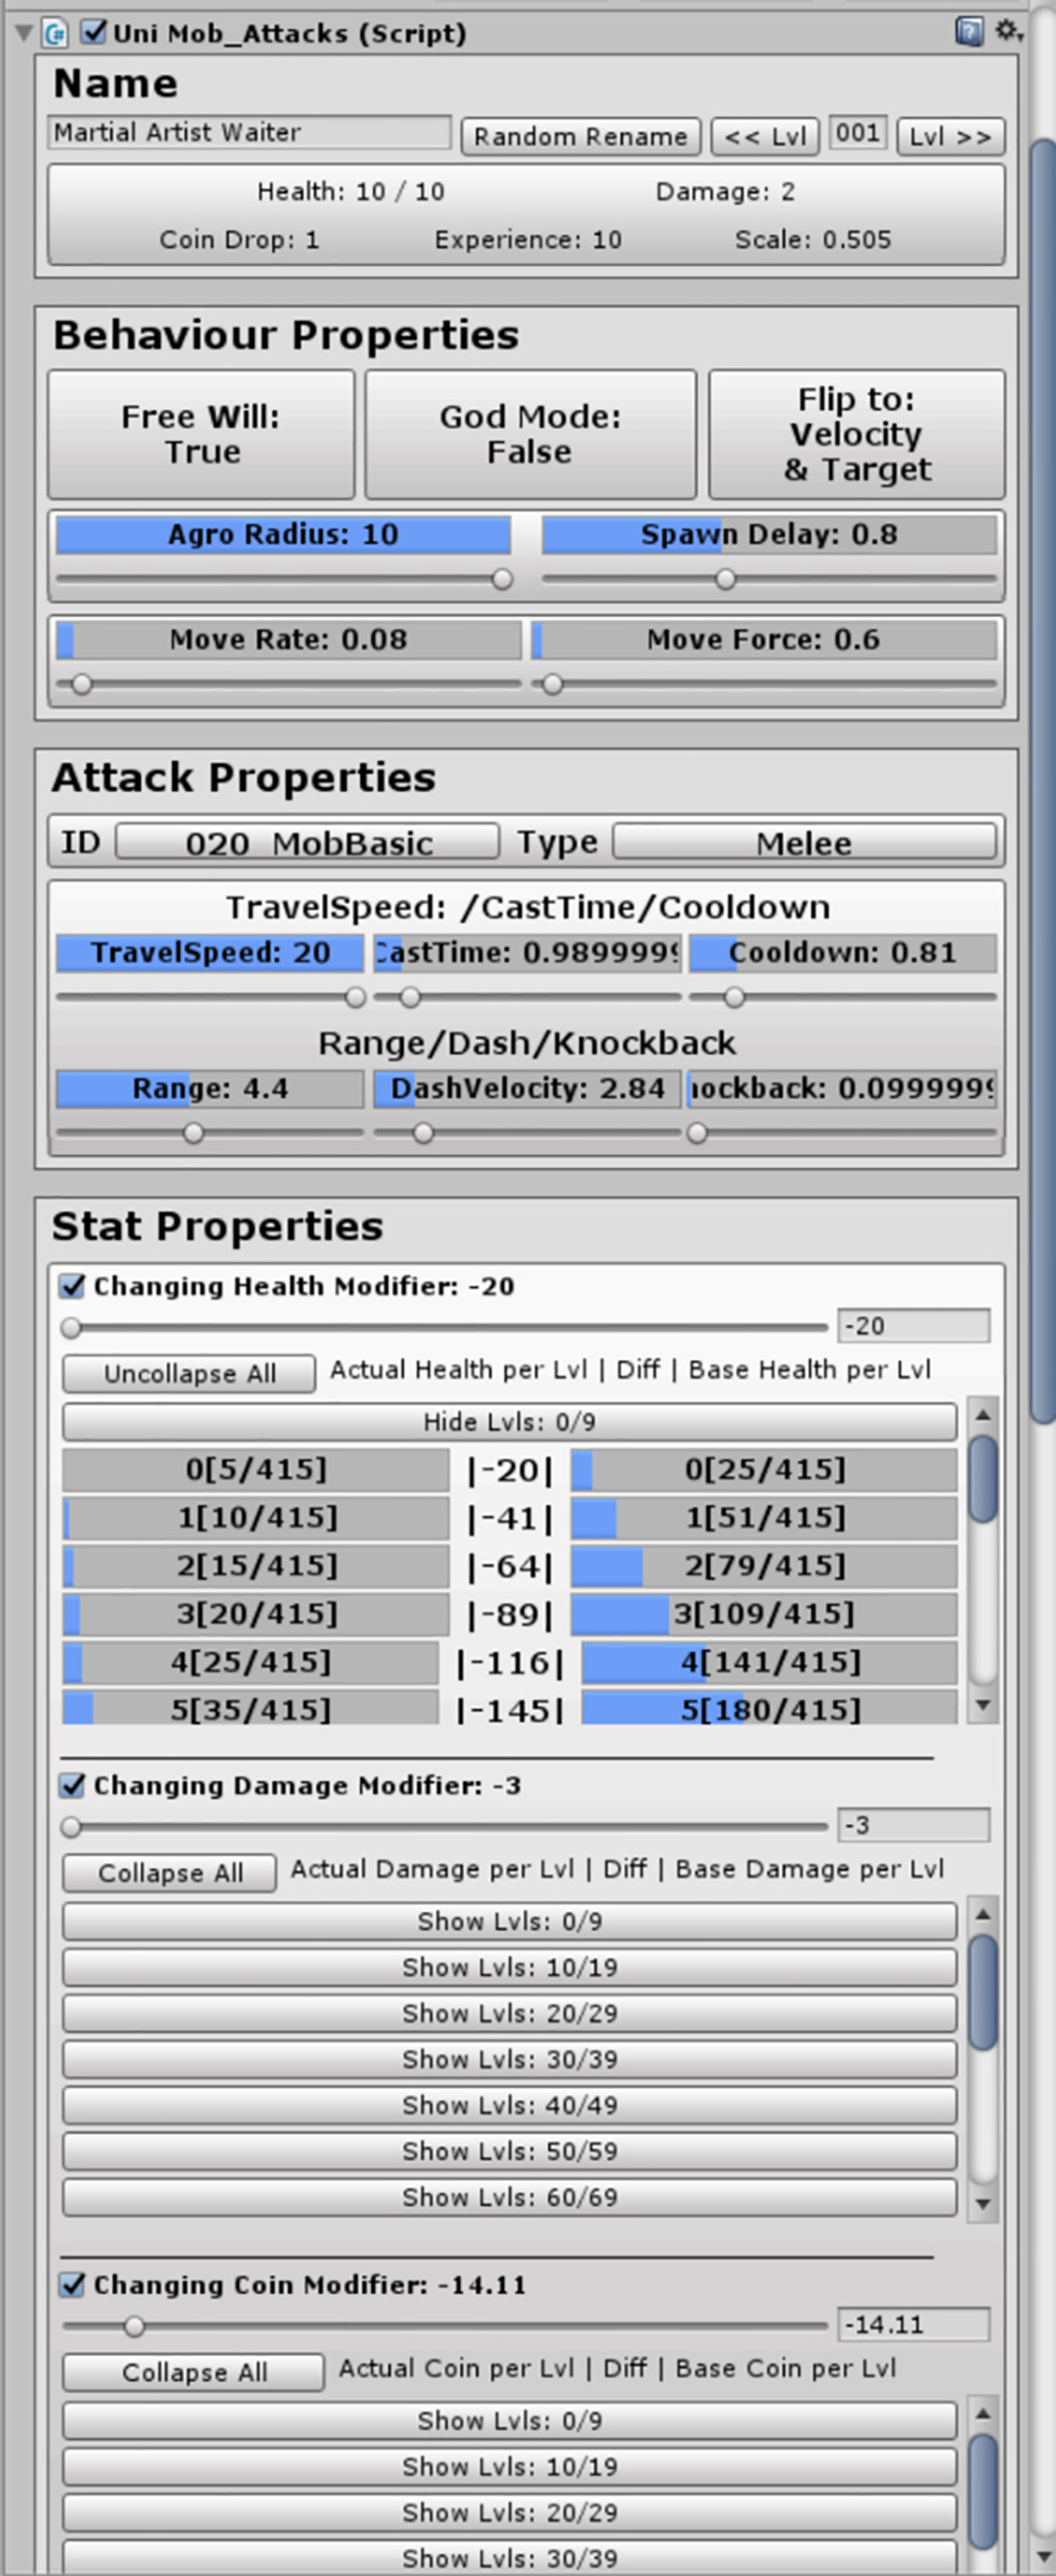 Uni Mob_Attacks (Script)
Name
Martial Artist Waiter Random Rename << Lvl 001 Lvl >>
Health: 10 / 10 Damage: 2
Coin Drop: 1 Experience: 10 Scale: 0.505
Behaviour Properties
Free Will: True
God Mode: False
Flip to: Velocity & Target
Agro Radius: 10 Spawn Delay: 0.8
Move Rate: 0.08 Move Force: 0.6
Attack Properties
ID 020_MobBasic Type Melee
TravelSpeed: /CastTime/Cooldown
TravelSpeed: 20 CastTime: 0.9899999 Cooldown: 0.81
Range/Dash/Knockback
Range: 4.4 DashVelocity: 2.84 nockback: 0.0999999
Stat Properties
Changing Health Modifier: -20
-20
Uncollapse All Actual Health per Lvl | Diff | Base Health per Lvl
Hide Lvls: 0/9
0[5/415] |-20| 0[25/415]
1[10/415] |-41| 1[51/415]
2[15/415] |-64| 2[79/415]
3[20/415] |-89| 3[109/415]
4[25/415] |-116| 4[141/415]
5[35/415] |-145| 5[180/415]
Changing Damage Modifier: -3
-3
Collapse All Actual Damage per Lvl | Diff | Base Damage per Lvl
Show Lvls: 0/9
Show Lvls: 10/19
Show Lvls: 20/29
Show Lvls: 30/39
Show Lvls: 40/49
Show Lvls: 50/59
Show Lvls: 60/69
Changing Coin Modifier: -14.11
-14.11
Collapse All Actual Coin per Lvl | Diff | Base Coin per Lvl
Show Lvls: 0/9
Show Lvls: 10/19
Show Lvls: 20/29
Show Lvls: 30/39